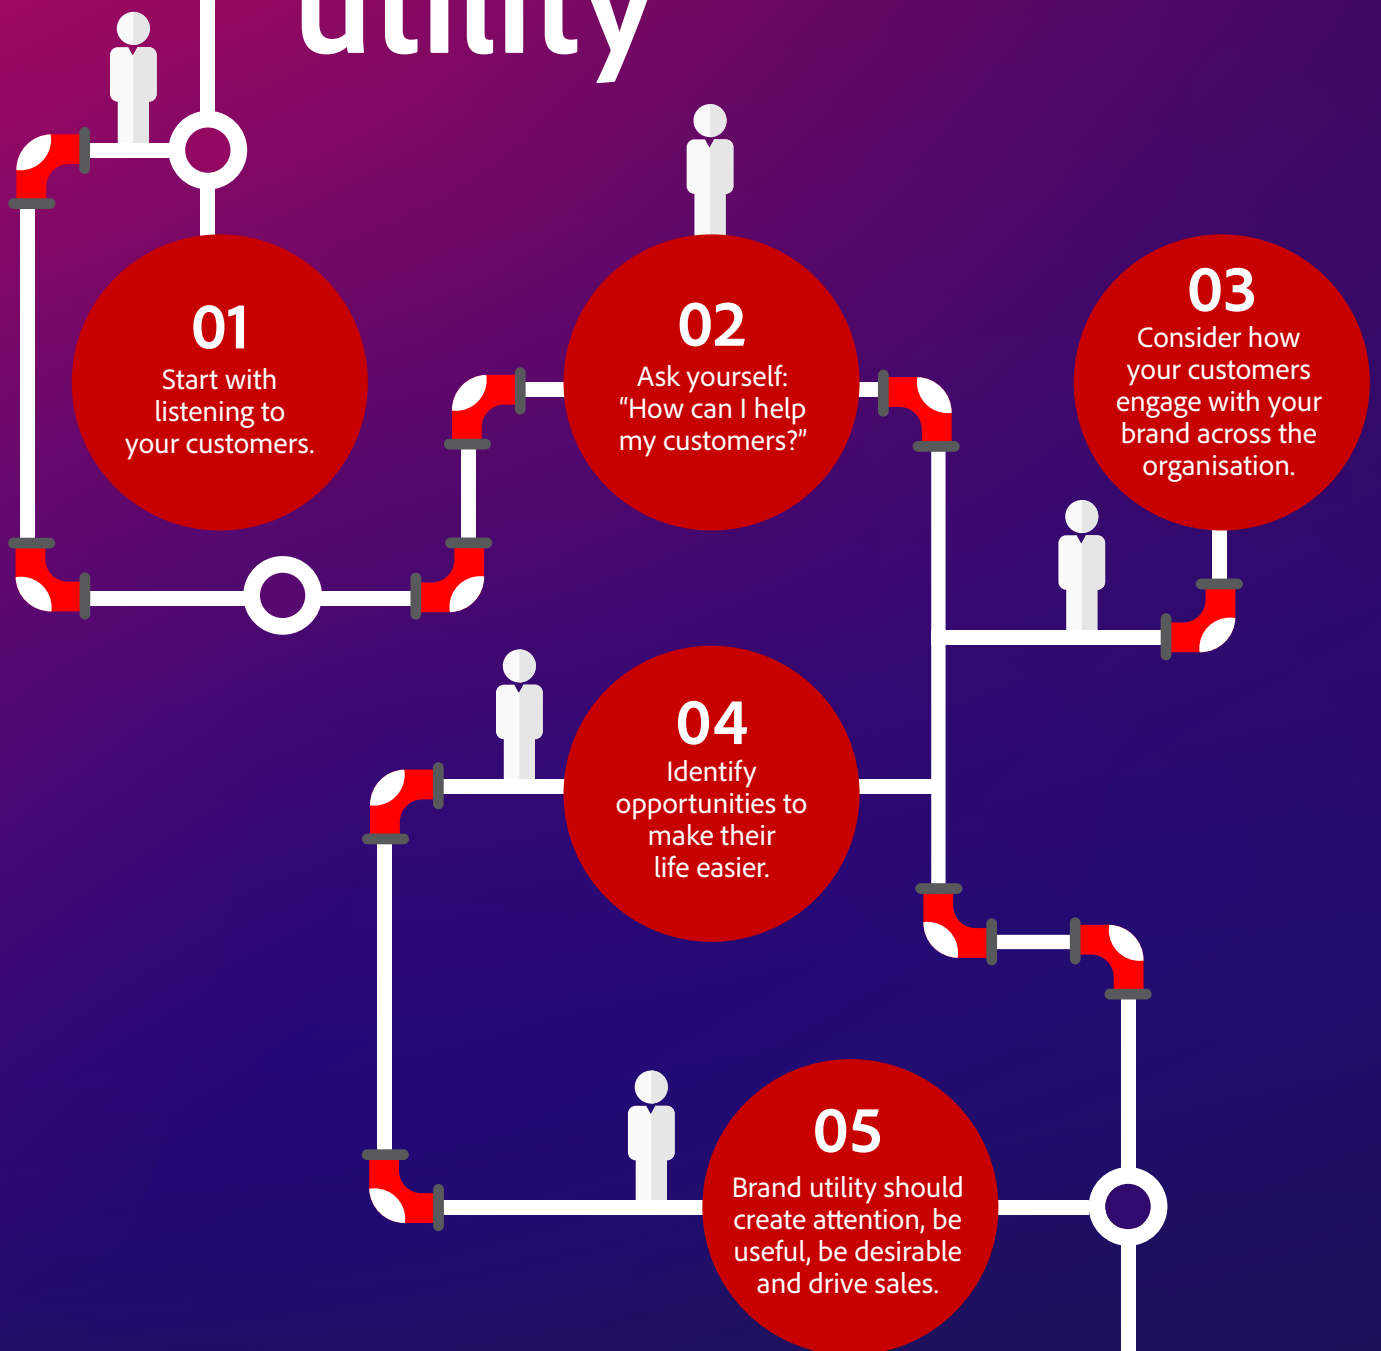 utility
01
Start with
listening to
your customers.
02
Ask yourself:
“How can I help
my customers?”
03
Consider how
your customers
engage with your
brand across the
organisation.
04
Identify
opportunities to
make their
life easier.
05
Brand utility should
create attention, be
useful, be desirable
and drive sales.